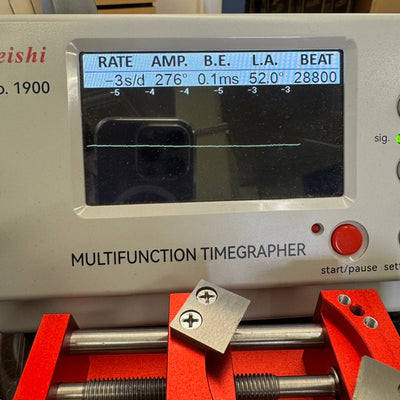 eishi
o. 1900
RATE AMP. B.E. L.A. BEAT
-3s/d 276° 0.1ms 52.0° 28800
-5 -4 -4 -5 -3 -3
sig.
MULTIFUNCTION TIMEGRAPHER
start/pause
sett